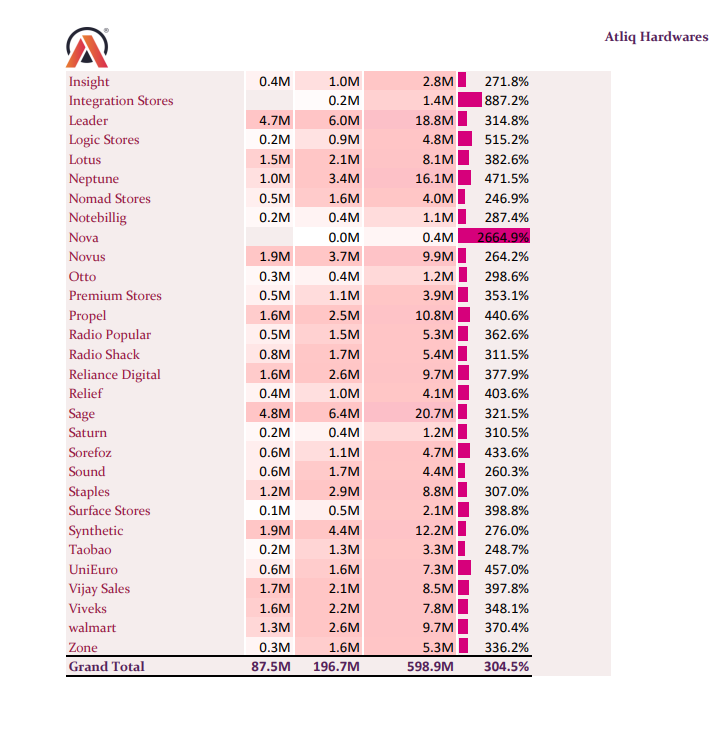 Atliq Hardwares
Insight 0.4M 1.0M 2.8M 271.8%
Integration Stores 0.2M 1.4M 887.2%
Leader 4.7M 6.0M 18.8M 314.8%
Logic Stores 0.2M 0.9M 4.8M 515.2%
Lotus 1.5M 2.1M 8.1M 382.6%
Neptune 1.0M 3.4M 16.1M 471.5%
Nomad Stores 0.5M 1.6M 4.0M 246.9%
Notebillig 0.2M 0.4M 1.1M 287.4%
Nova 0.0M 0.4M 2664.9%
Novus 1.9M 3.7M 9.9M 264.2%
Otto 0.3M 0.4M 1.2M 298.6%
Premium Stores 0.5M 1.1M 3.9M 353.1%
Propel 1.6M 2.5M 10.8M 440.6%
Radio Popular 0.5M 1.5M 5.3M 362.6%
Radio Shack 0.8M 1.7M 5.4M 311.5%
Reliance Digital 1.6M 2.6M 9.7M 377.9%
Relief 0.4M 1.0M 4.1M 403.6%
Sage 4.8M 6.4M 20.7M 321.5%
Saturn 0.2M 0.4M 1.2M 310.5%
Sorefoz 0.6M 1.1M 4.7M 433.6%
Sound 0.6M 1.7M 4.4M 260.3%
Staples 1.2M 2.9M 8.8M 307.0%
Surface Stores 0.1M 0.5M 2.1M 398.8%
Synthetic 1.9M 4.4M 12.2M 276.0%
Taobao 0.2M 1.3M 3.3M 248.7%
UniEuro 0.6M 1.6M 7.3M 457.0%
Vijay Sales 1.7M 2.1M 8.5M 397.8%
Viveks 1.6M 2.2M 7.8M 348.1%
walmart 1.3M 2.6M 9.7M 370.4%
Zone 0.3M 1.6M 5.3M 336.2%
Grand Total 87.5M 196.7M 598.9M 304.5%